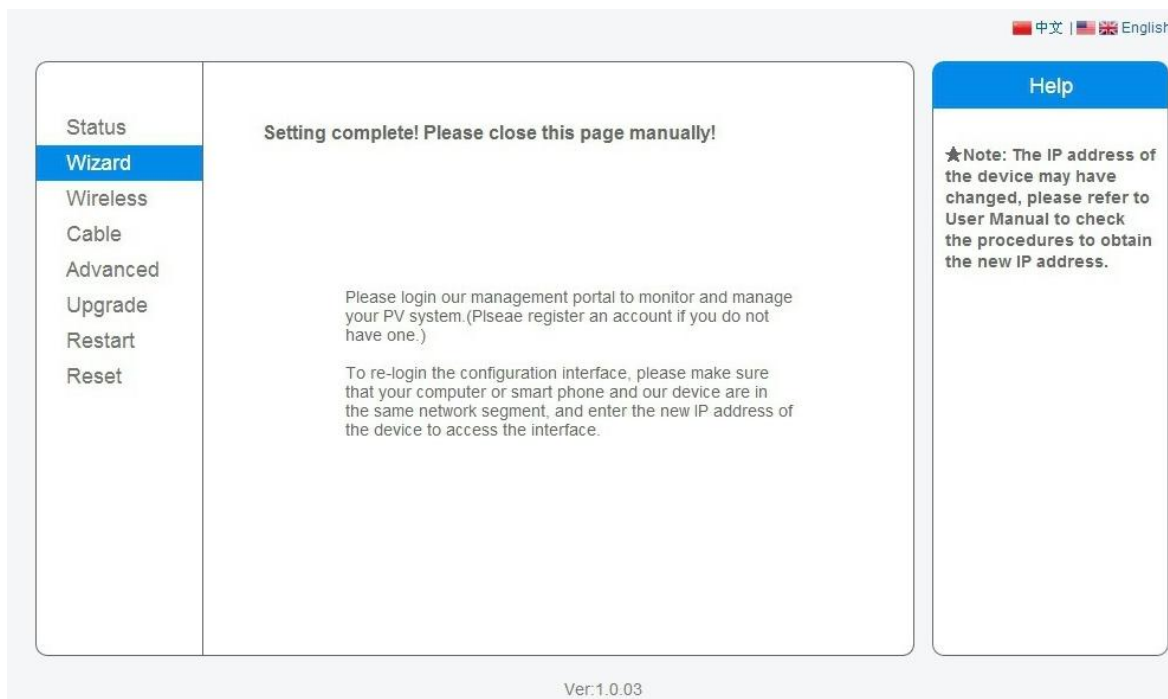 中文 | English
Status
Wizard
Wireless
Cable
Advanced
Upgrade
Restart
Reset
Setting complete! Please close this page manually!
Please login our management portal to monitor and manage
your PV system.(Plseae register an account if you do not
have one.)
To re-login the configuration interface, please make sure
that your computer or smart phone and our device are in
the same network segment, and enter the new IP address of
the device to access the interface.
Help
★Note: The IP address of
the device may have
changed, please refer to
User Manual to check
the procedures to obtain
the new IP address.
Ver:1.0.03